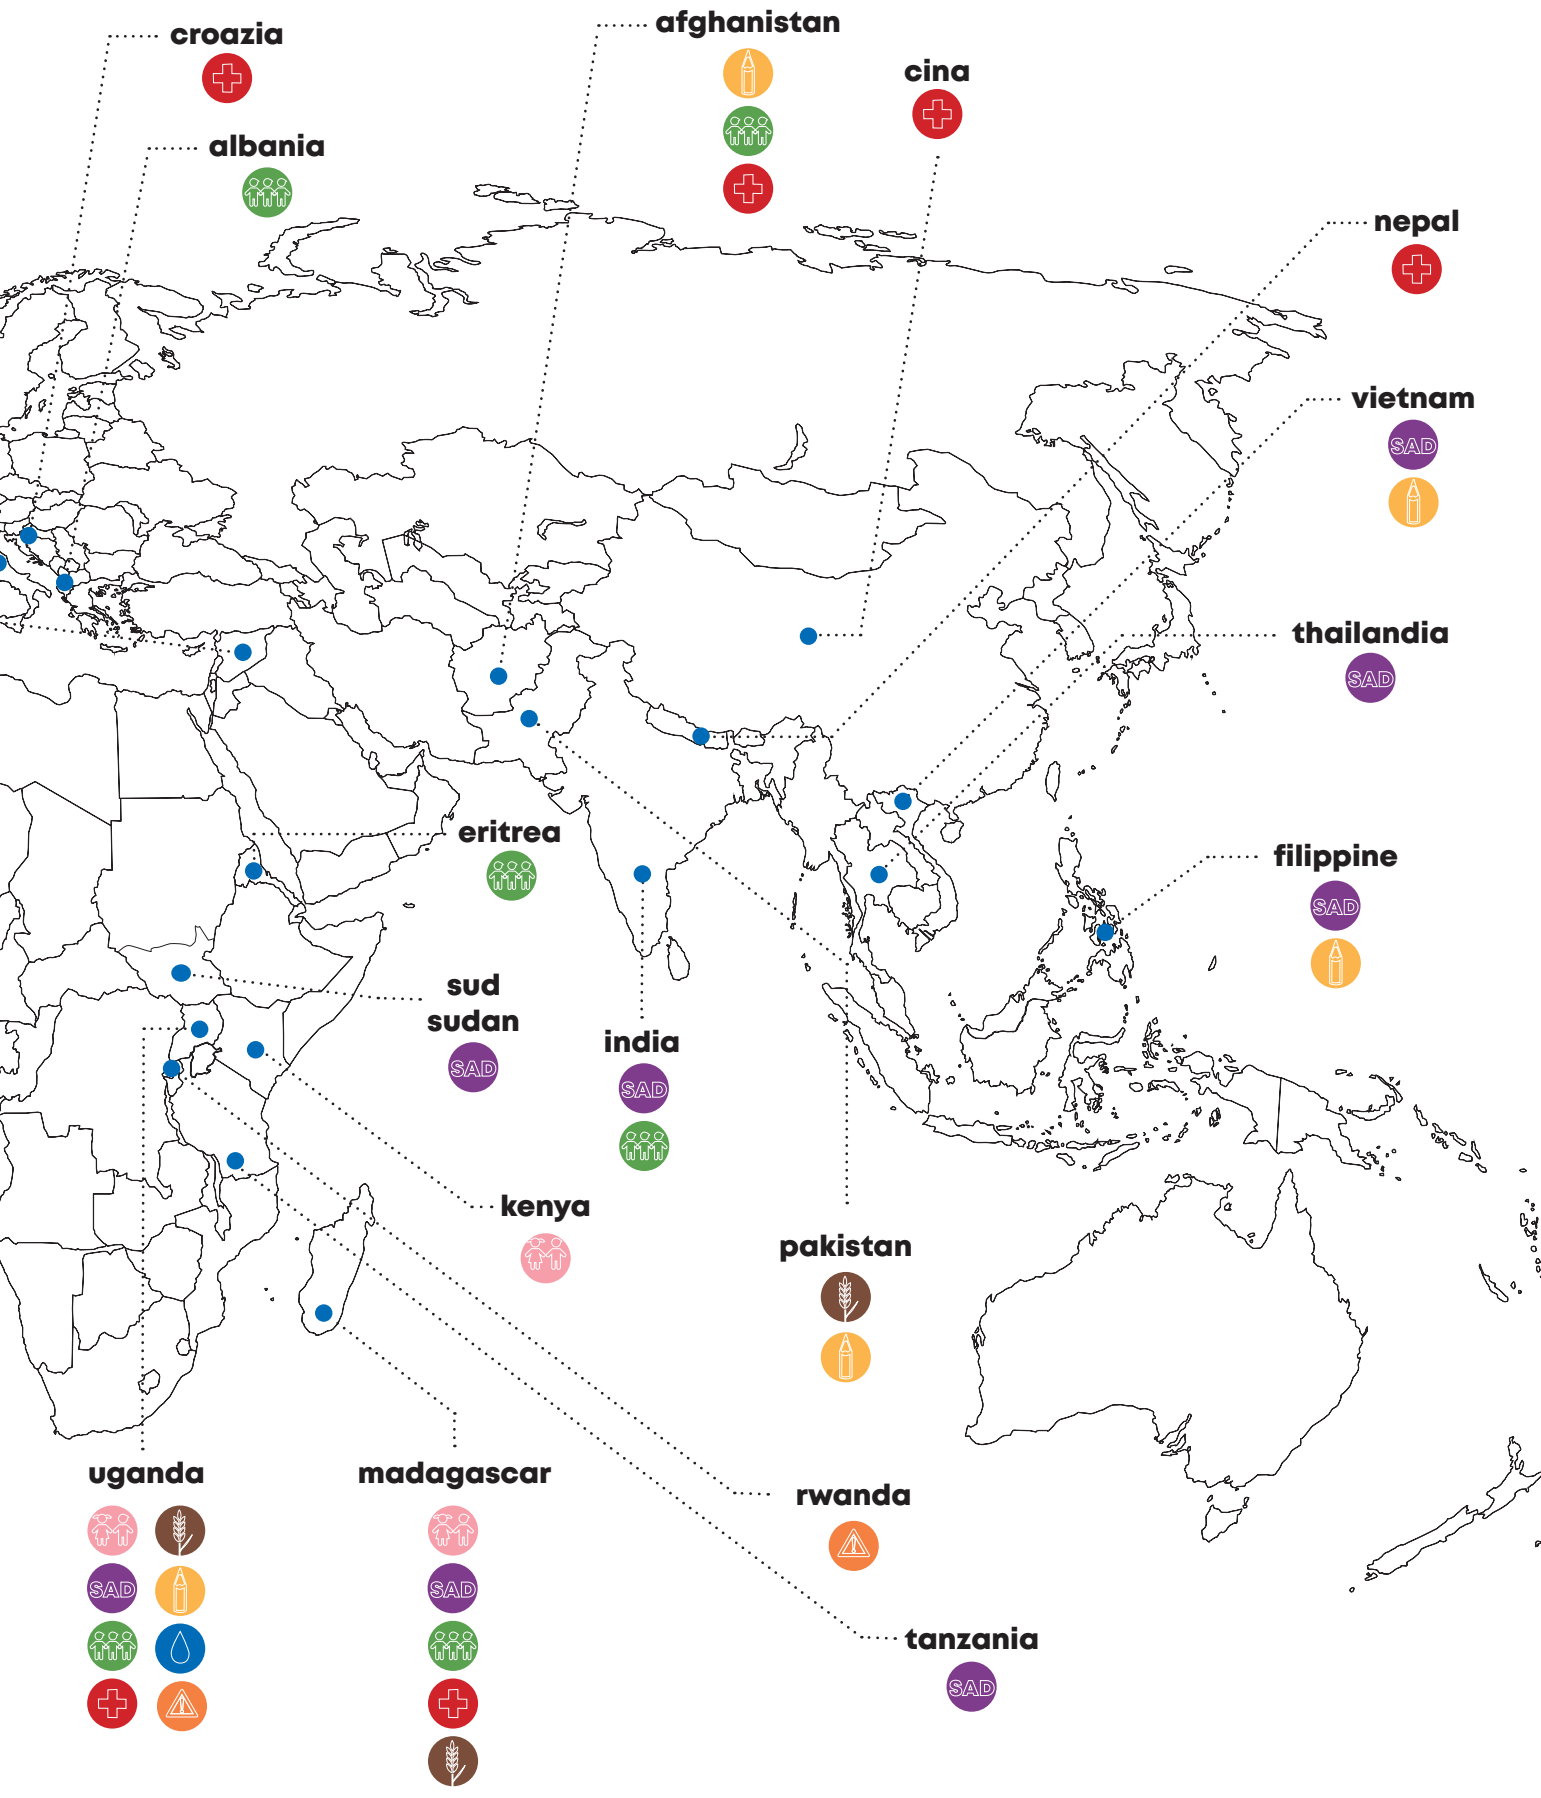 croazia
afghanistan
cina
albania
nepal
vietnam
SAD
thailandia
SAD
eritrea
filippine
SAD
sud
sudan
SAD
india
SAD
kenya
pakistan
uganda
SAD
madagascar
SAD
rwanda
tanzania
SAD